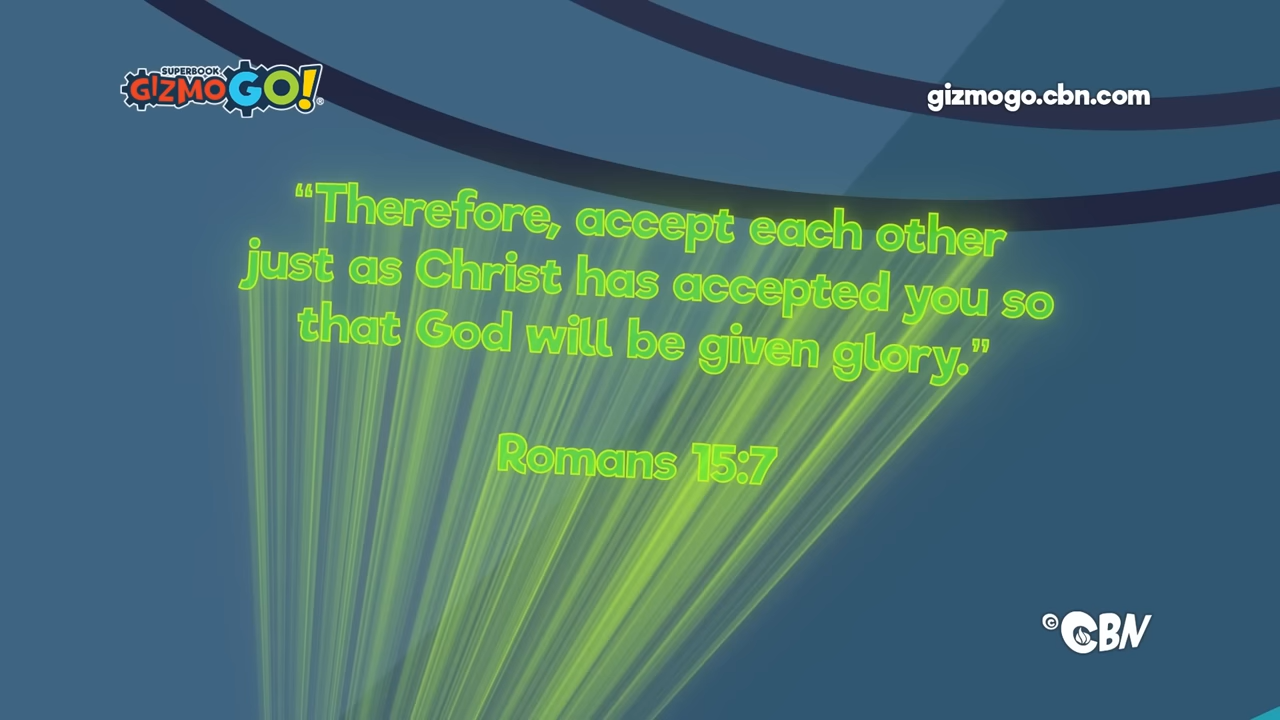 SUPERBOOK
GIZMOGO!®
gizmogo.cbn.com
“Therefore, accept each other
just as Christ has accepted you so
that God will be given glory.”
Romans 15:7
© CBN